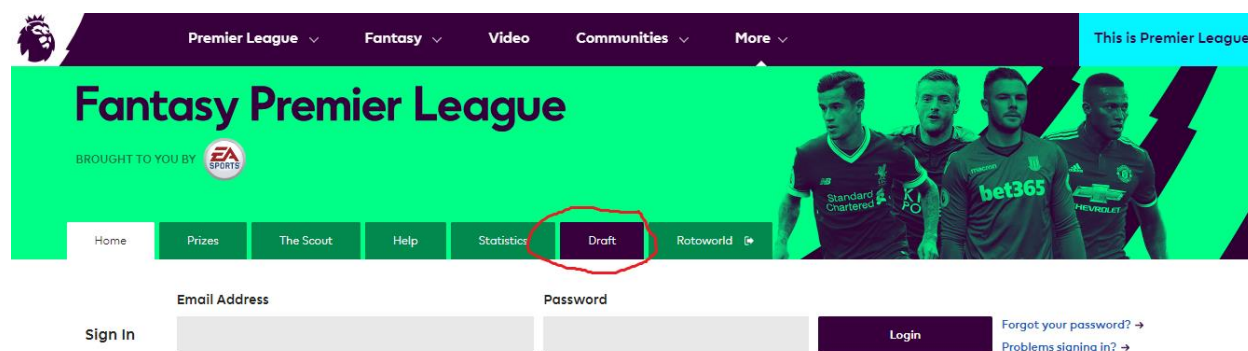 Premier League Fantasy Video Communities More This is Premier League
Fantasy Premier League
BROUGHT TO YOU BY EA SPORTS
Standard Chartered
macron
bet365
CHEVROLET
Home Prizes The Scout Help Statistics Draft Rotoworld
Email Address Password
Sign In Login Forgot your password? →
Problems signing in? →